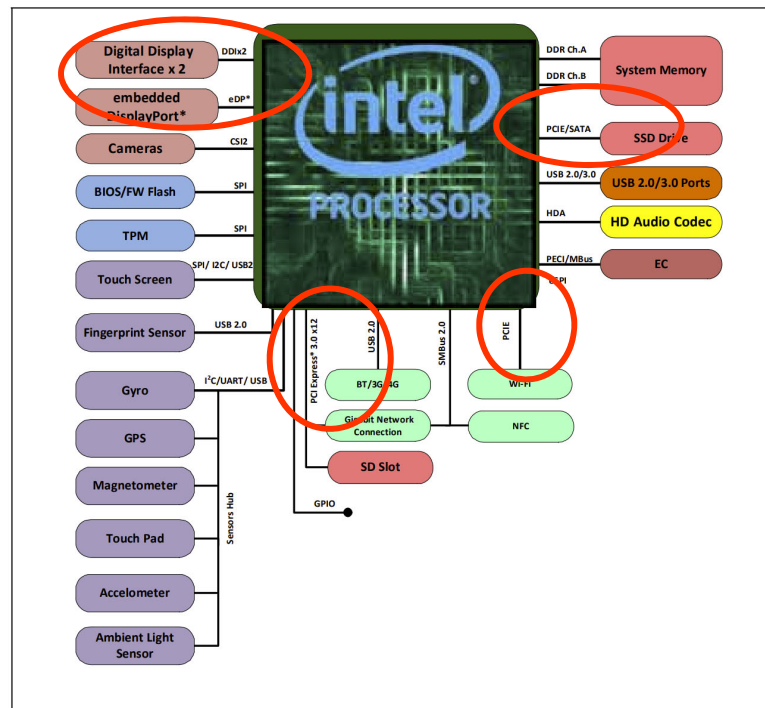 Digital Display
Interface x 2
DDIx2
embedded
DisplayPort*
eDP*
Cameras
CSI2
BIOS/FW Flash
SPI
TPM
SPI
Touch Screen
SPI/ I2C/ USB2
Fingerprint Sensor
USB 2.0
Gyro
I²C/UART/ USB
GPS
Magnetometer
Touch Pad
Accelometer
Ambient Light
Sensor
Sensors Hub
intel
PROCESSOR
DDR Ch.A
DDR Ch.B
System Memory
PCIE/SATA
SSD Drive
USB 2.0/3.0
USB 2.0/3.0 Ports
HDA
HD Audio Codec
PECI/MBus
EC
PCI Express* 3.0 x12
USB 2.0
SMBus 2.0
PCIE
BT/3G/4G
Wi-Fi
Gigabit Network
Connection
NFC
SD Slot
GPIO